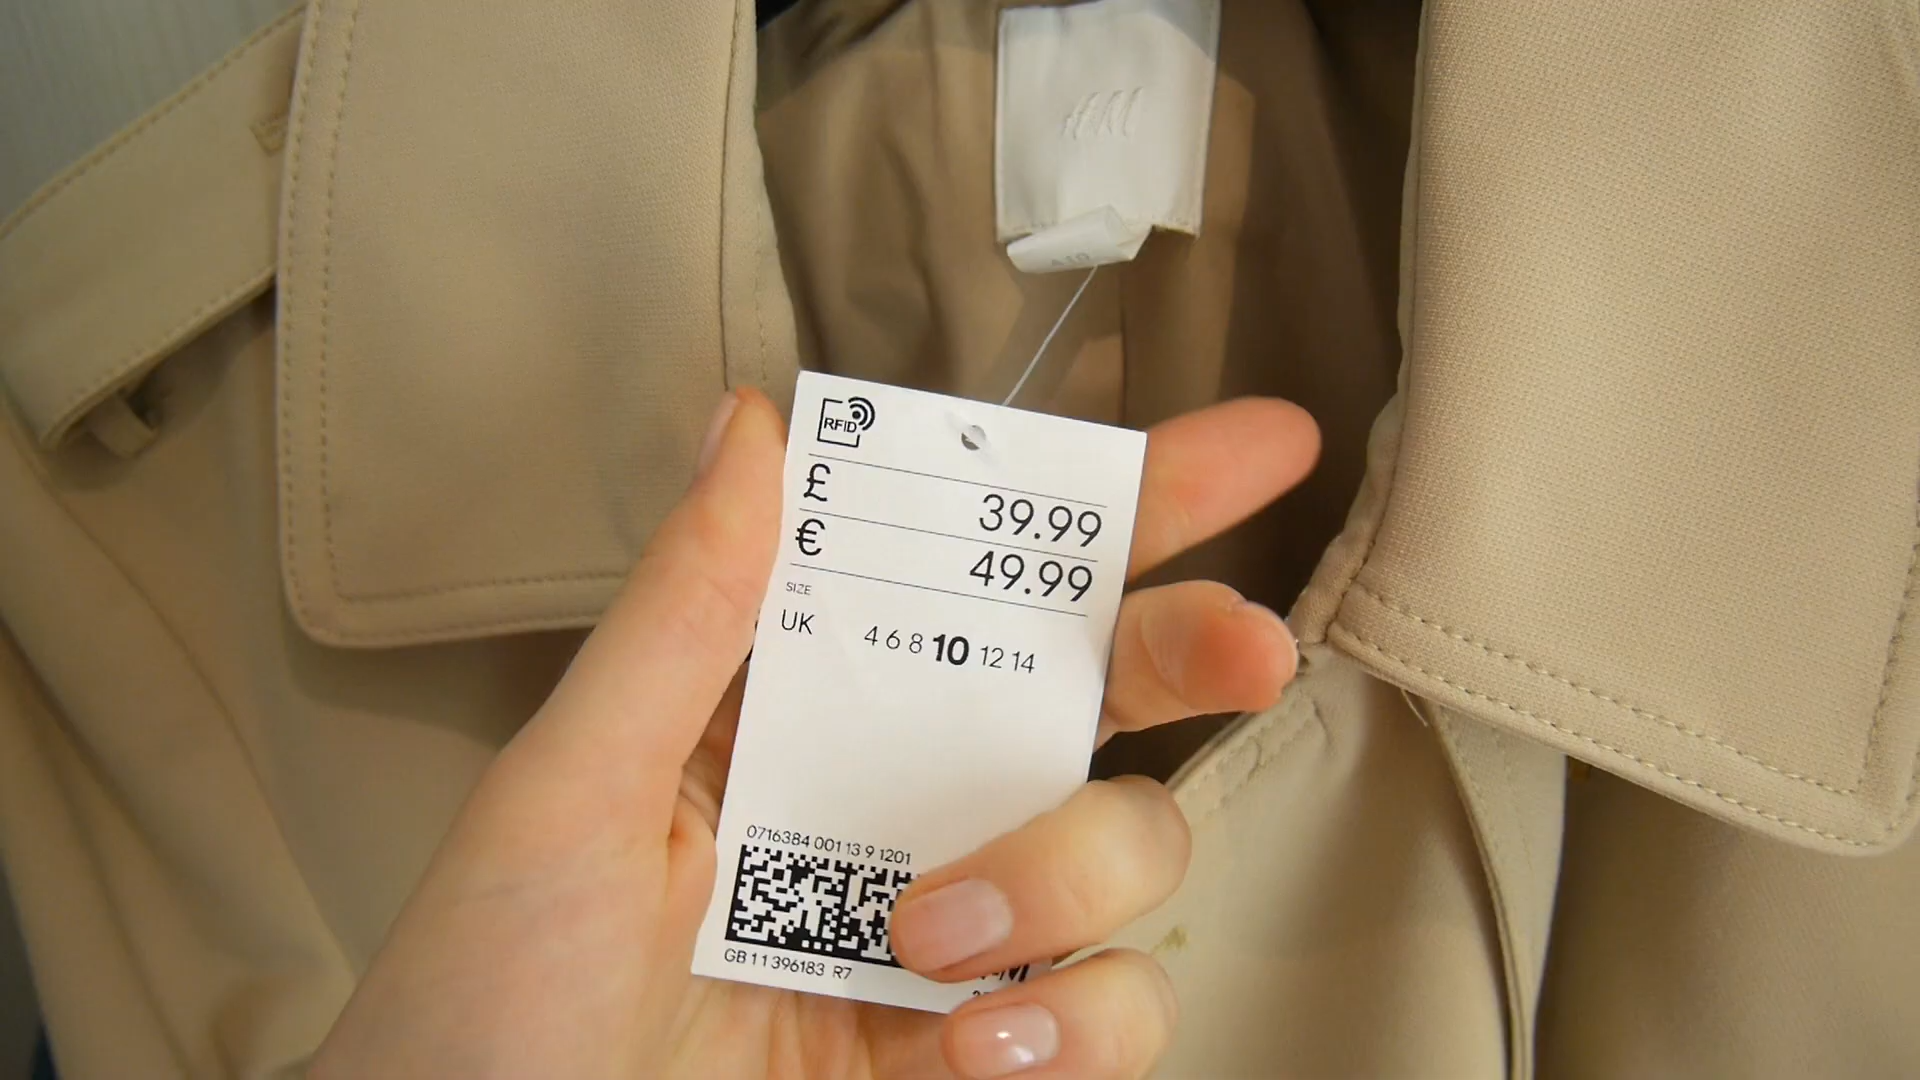 H&M
RFID
£ 39.99
€ 49.99
SIZE
UK 4 6 8 10 12 14
0716384 001 13 9 1201
GB 11 396183 R7